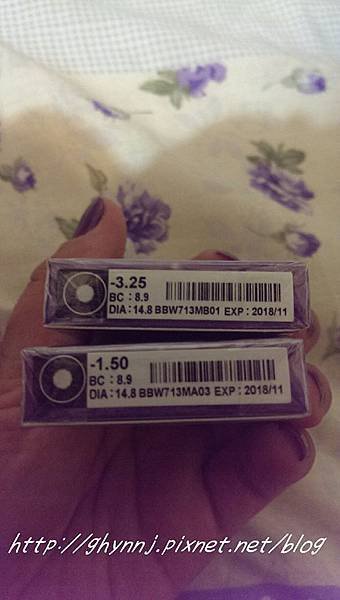 -3.25
BC : 8.9
DIA : 14.8 BBW713MB01 EXP : 2018/11
-1.50
BC : 8.9
DIA : 14.8 BBW713MA03 EXP : 2018/11
http://ghynnj.pixnet.net/blog